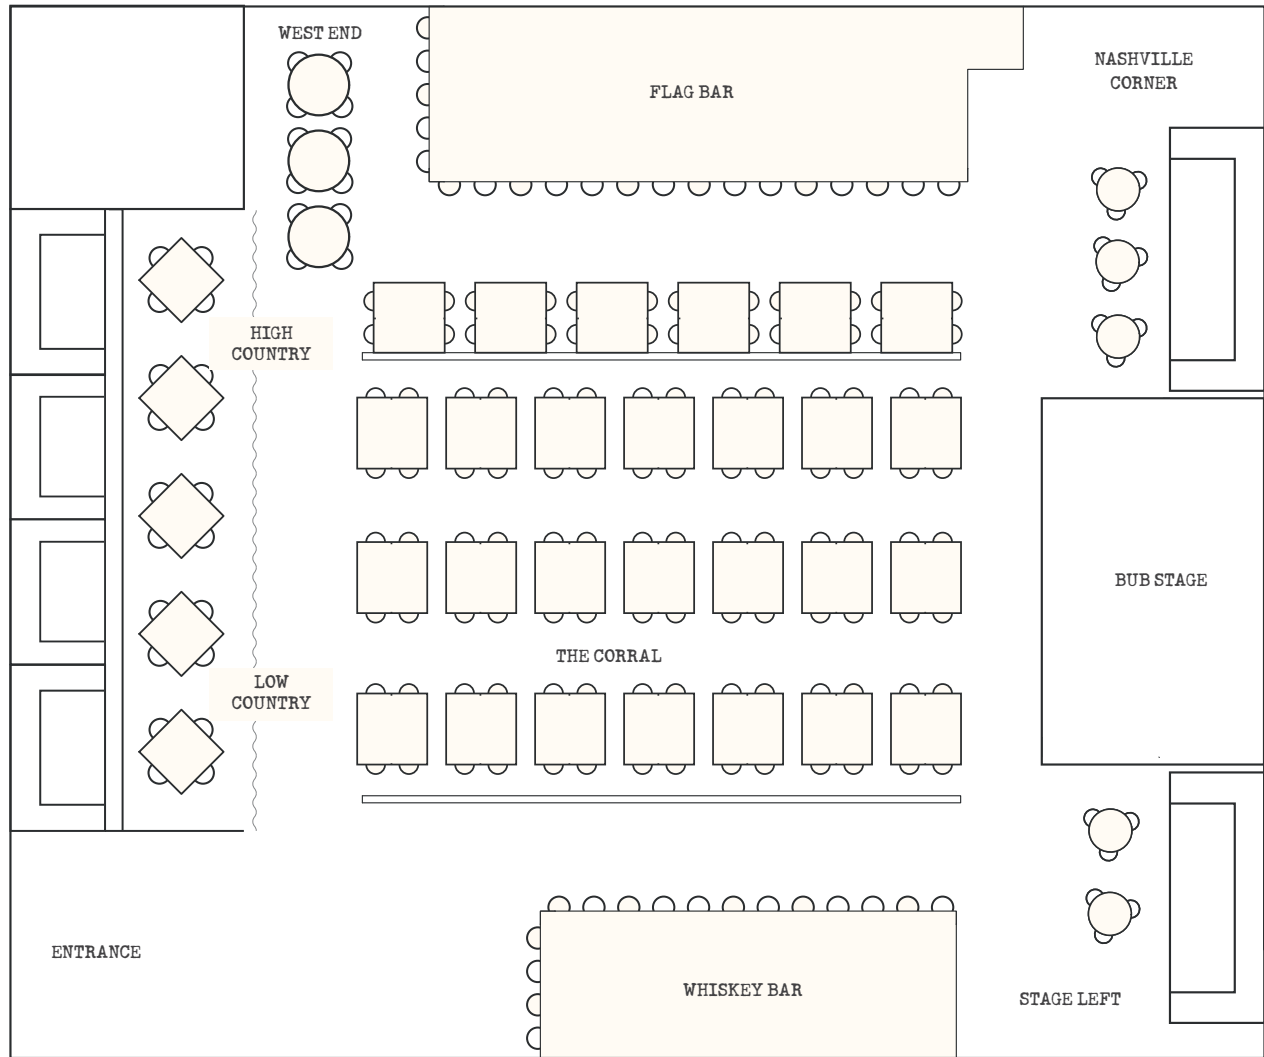 WEST END
FLAG BAR
NASHVILLE
CORNER
HIGH
COUNTRY
BUB STAGE
THE CORRAL
LOW
COUNTRY
ENTRANCE
WHISKEY BAR
STAGE LEFT